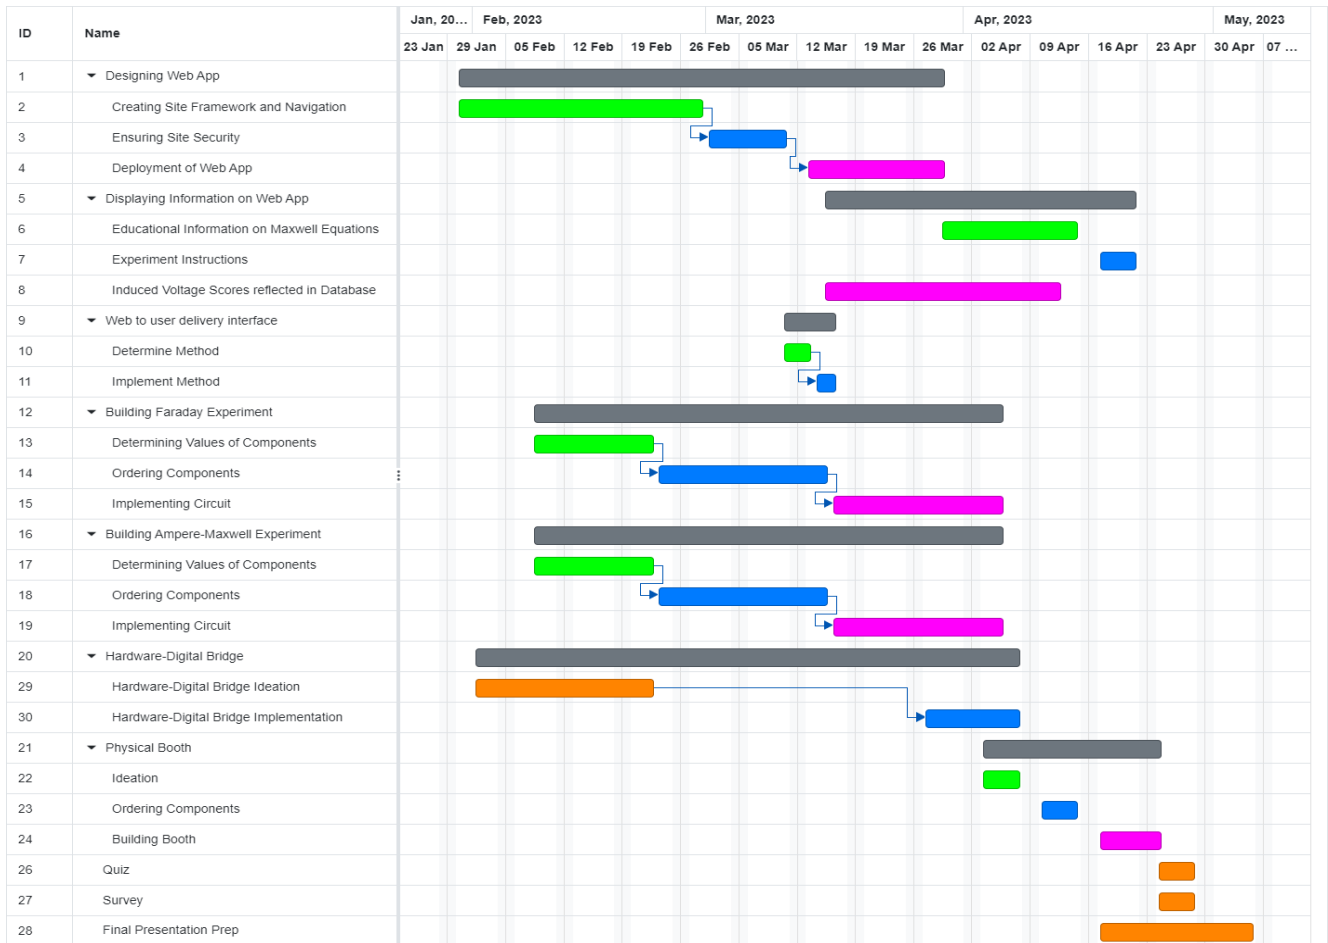 Jan, 20... Feb, 2023 Mar, 2023 Apr, 2023 May, 2023
ID Name
23 Jan 29 Jan 05 Feb 12 Feb 19 Feb 26 Feb 05 Mar 12 Mar 19 Mar 26 Mar 02 Apr 09 Apr 16 Apr 23 Apr 30 Apr 07 ...
1 Designing Web App
2 Creating Site Framework and Navigation
3 Ensuring Site Security
4 Deployment of Web App
5 Displaying Information on Web App
6 Educational Information on Maxwell Equations
7 Experiment Instructions
8 Induced Voltage Scores reflected in Database
9 Web to user delivery interface
10 Determine Method
11 Implement Method
12 Building Faraday Experiment
13 Determining Values of Components
14 Ordering Components
15 Implementing Circuit
16 Building Ampere-Maxwell Experiment
17 Determining Values of Components
18 Ordering Components
19 Implementing Circuit
20 Hardware-Digital Bridge
29 Hardware-Digital Bridge Ideation
30 Hardware-Digital Bridge Implementation
21 Physical Booth
22 Ideation
23 Ordering Components
24 Building Booth
26 Quiz
27 Survey
28 Final Presentation Prep